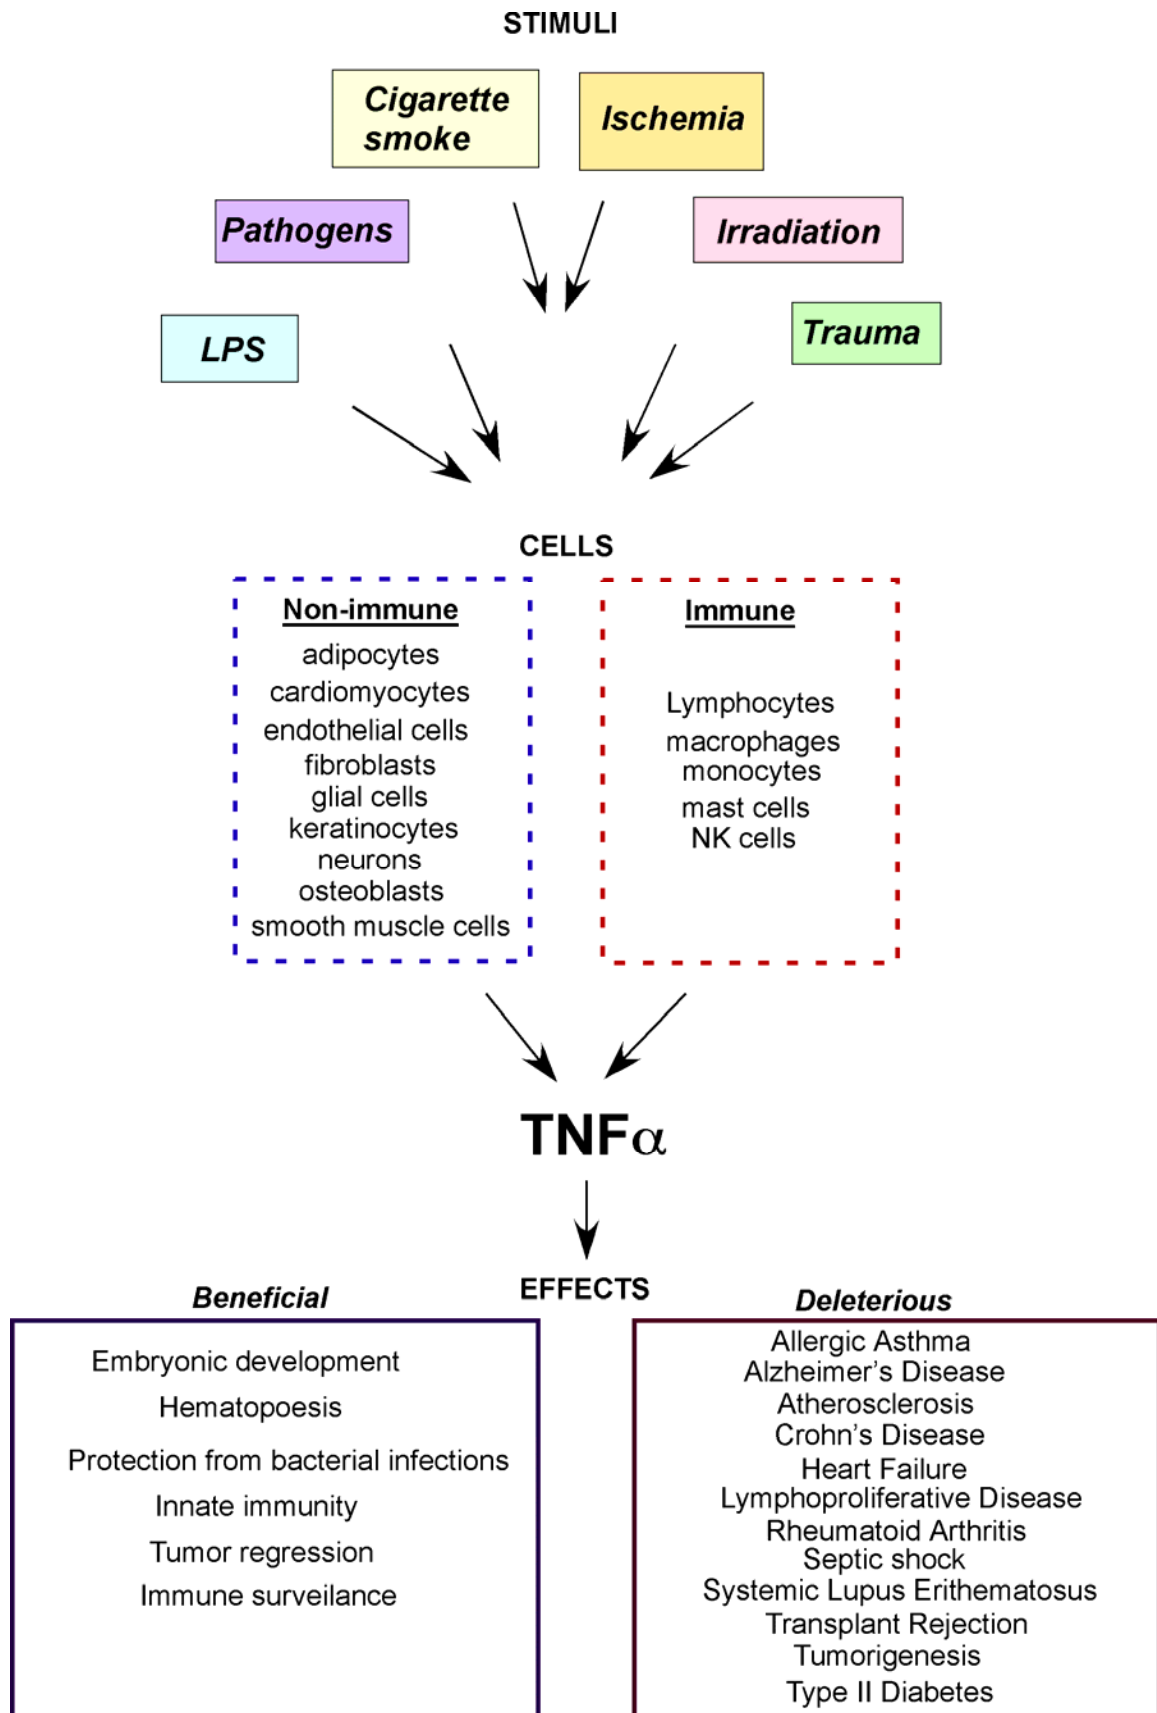 STIMULI
Cigarette
smoke
Ischemia
Pathogens
Irradiation
LPS
Trauma
CELLS
Non-immune
adipocytes
cardiomyocytes
endothelial cells
fibroblasts
glial cells
keratinocytes
neurons
osteoblasts
smooth muscle cells
Immune
Lymphocytes
macrophages
monocytes
mast cells
NK cells
TNFα
EFFECTS
Beneficial
Embryonic development
Hematopoesis
Protection from bacterial infections
Innate immunity
Tumor regression
Immune surveilance
Deleterious
Allergic Asthma
Alzheimer’s Disease
Atherosclerosis
Crohn’s Disease
Heart Failure
Lymphoproliferative Disease
Rheumatoid Arthritis
Septic shock
Systemic Lupus Erithematosus
Transplant Rejection
Tumorigenesis
Type II Diabetes